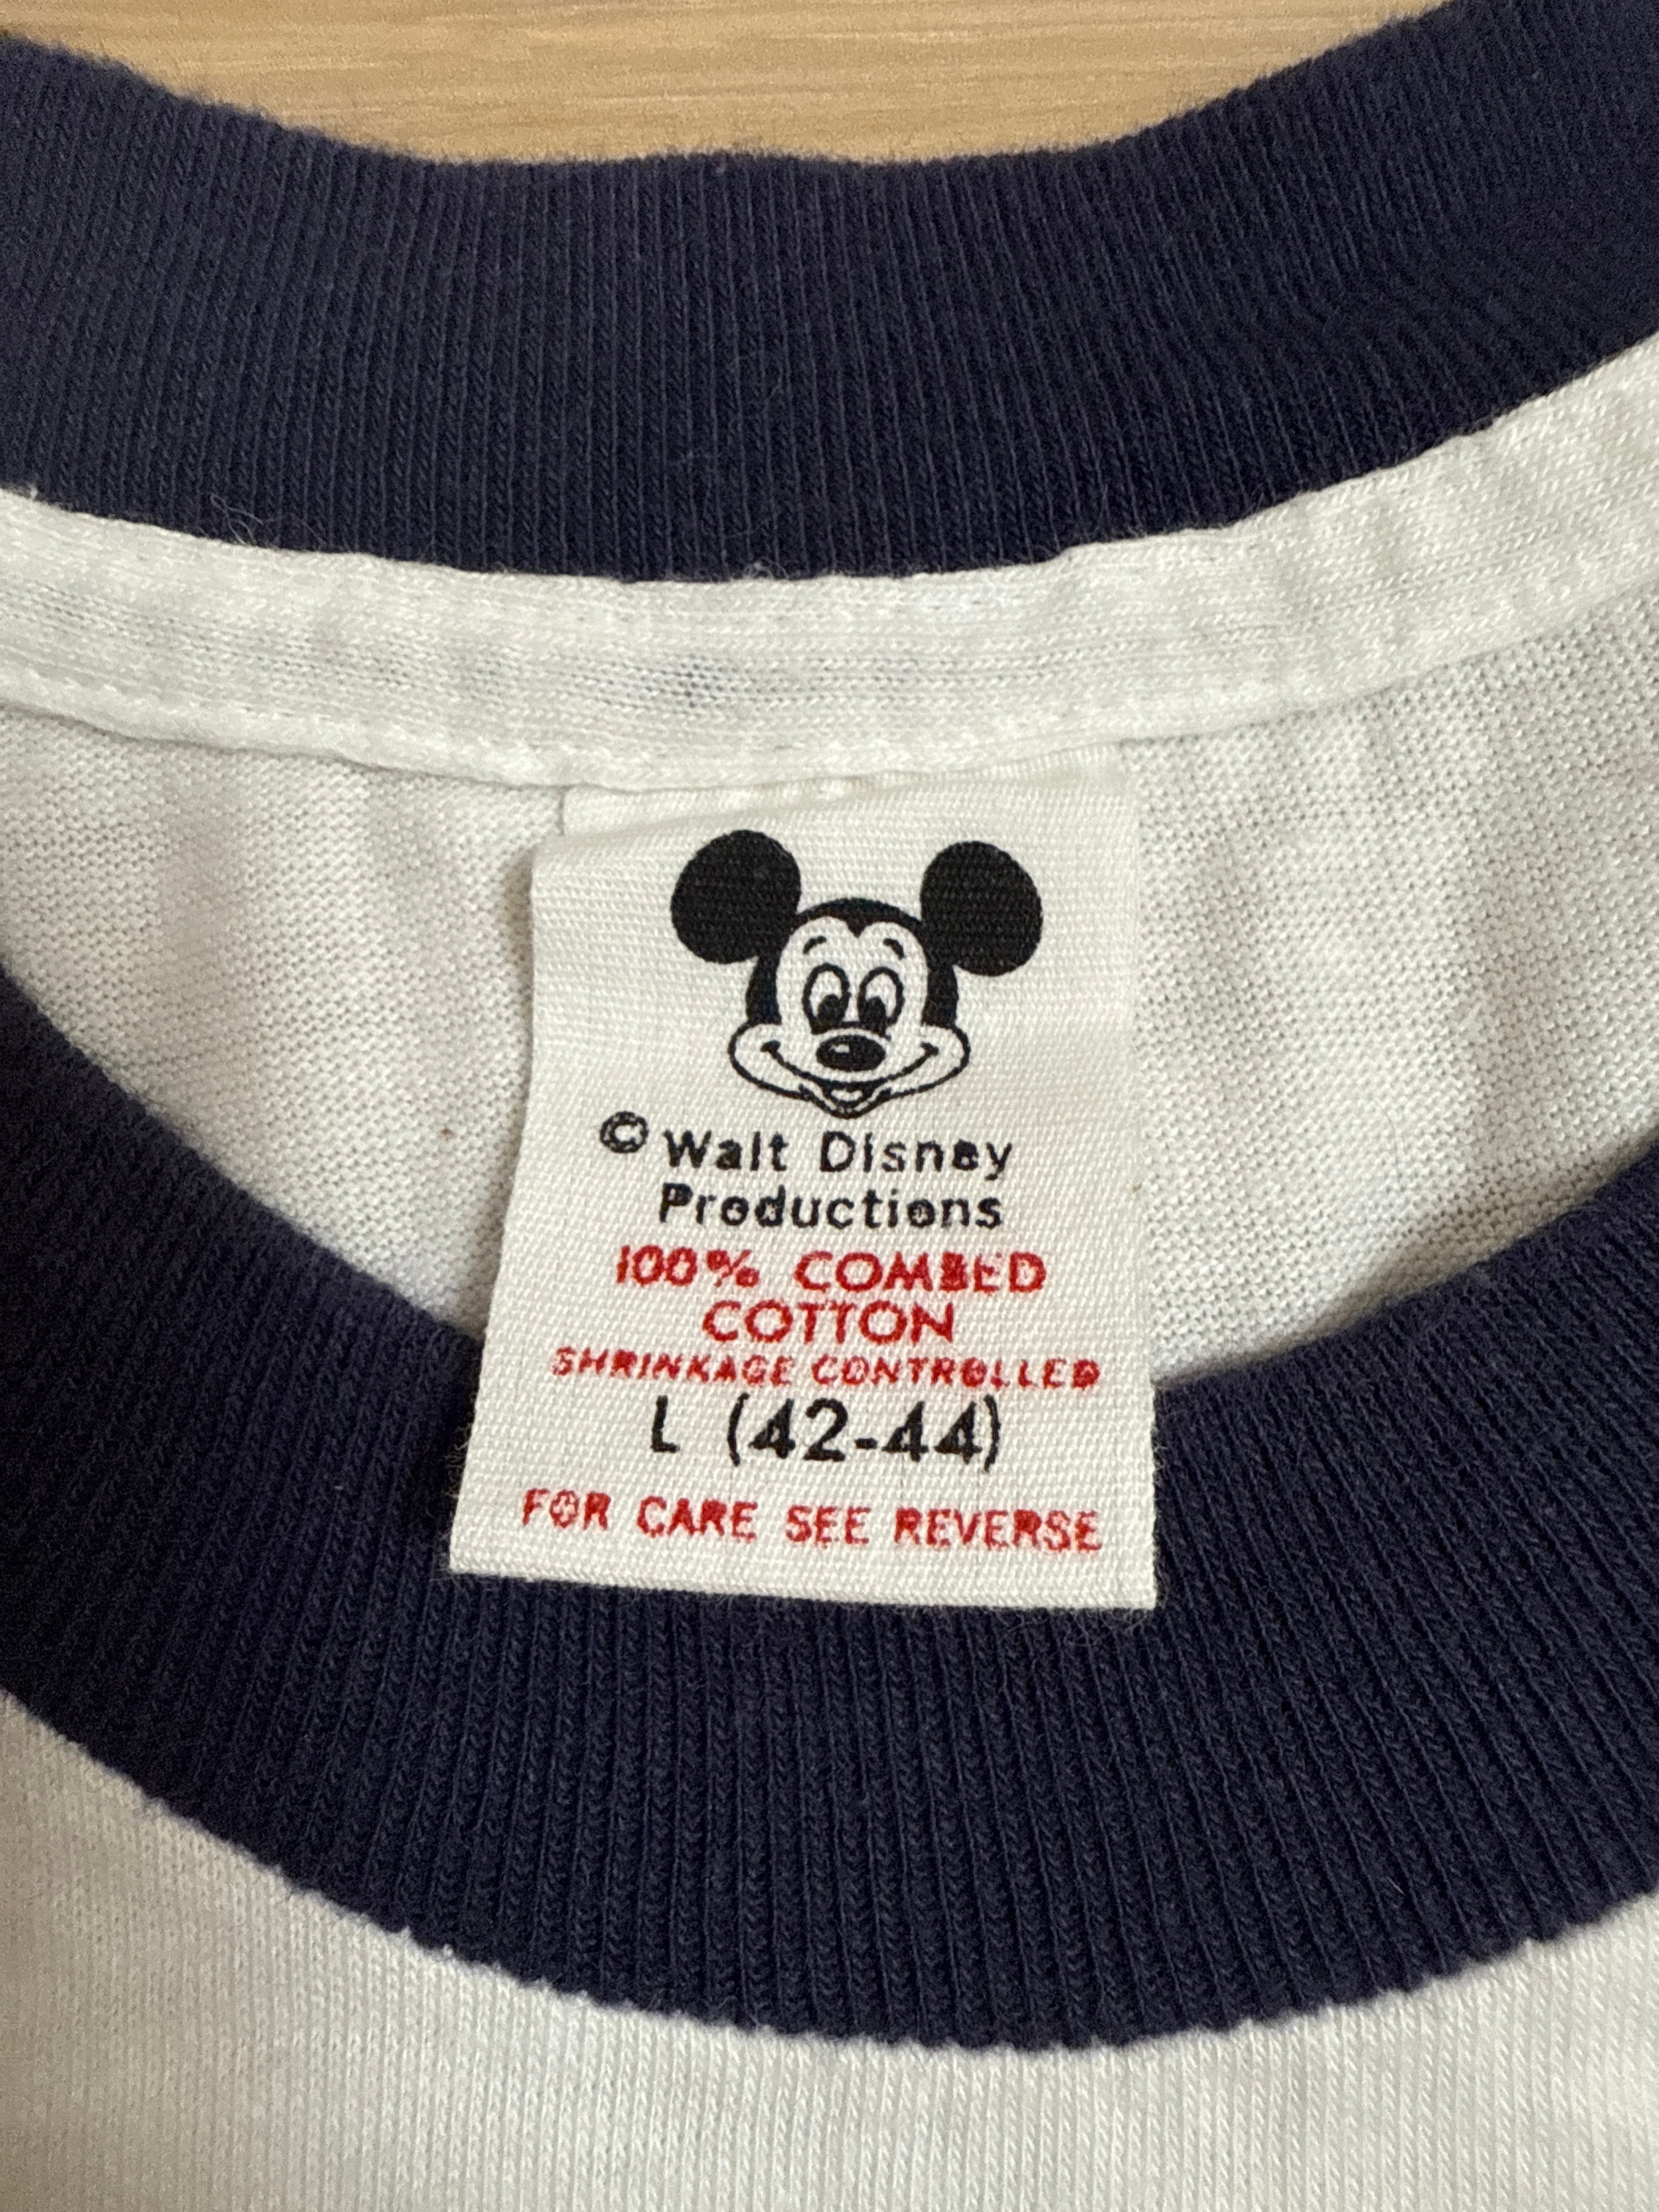 © Walt Disney
Productions
100% COMBED
COTTON
SHRINKAGE CONTROLLED
L (42-44)
FOR CARE SEE REVERSE